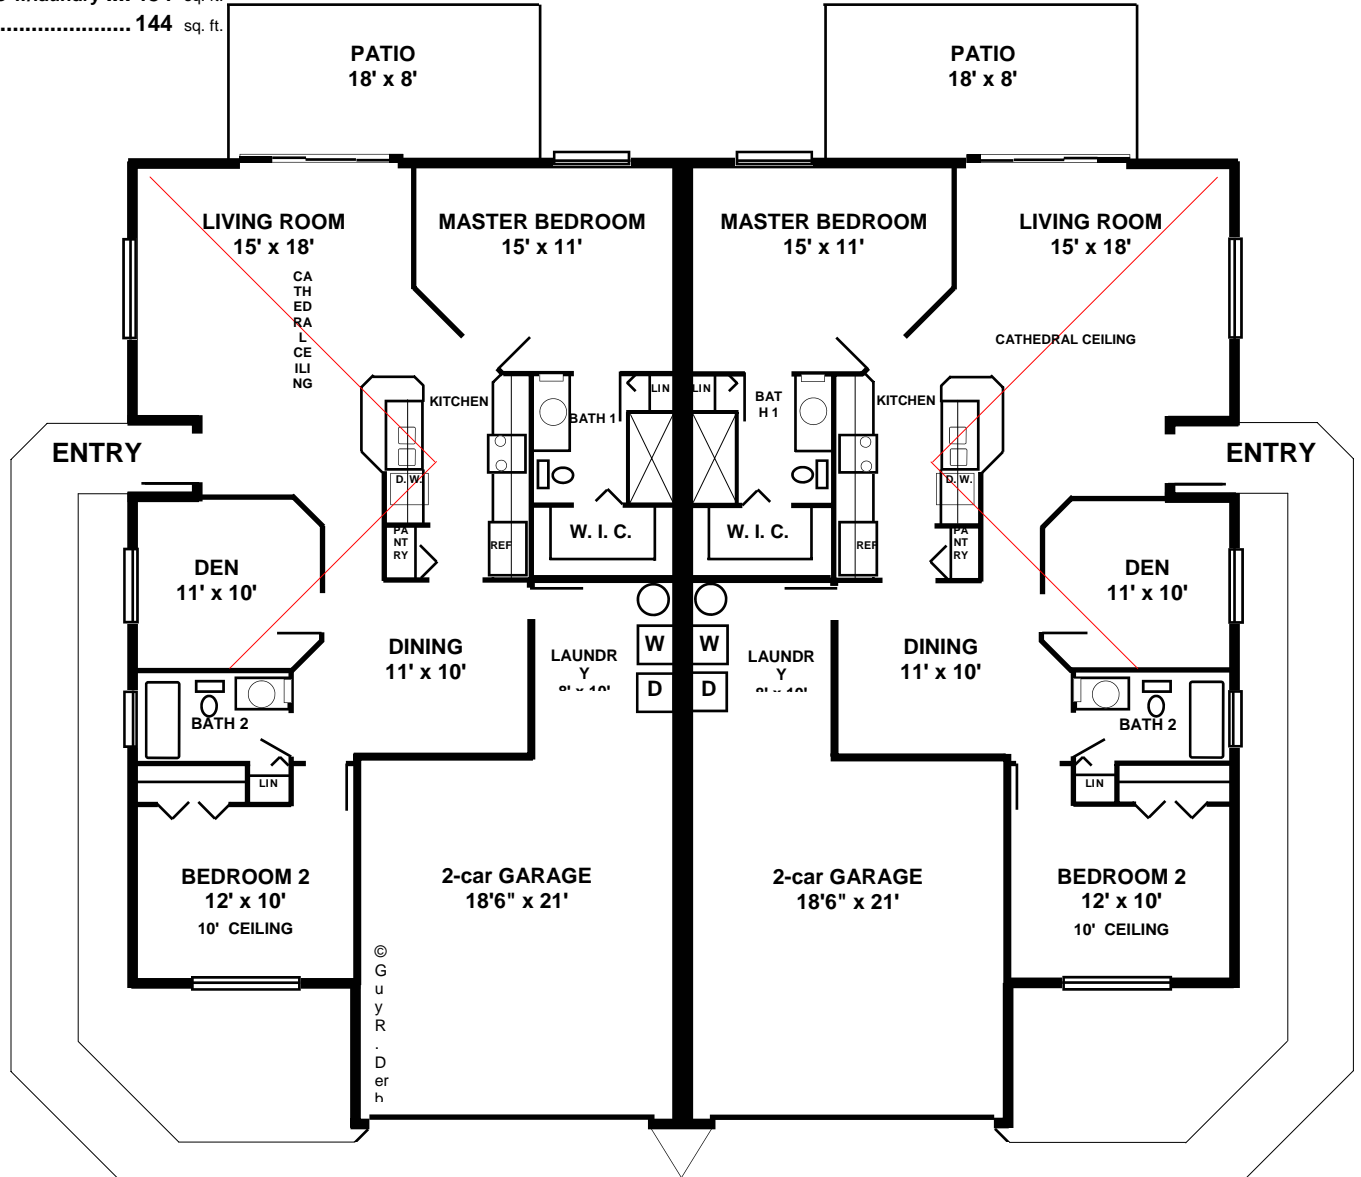 144 sq. ft.
PATIO
18' x 8'
PATIO
18' x 8'
LIVING ROOM
15' x 18'
MASTER BEDROOM
15' x 11'
MASTER BEDROOM
15' x 11'
LIVING ROOM
15' x 18'
CA
TH
ED
RA
L
CE
ILI
NG
CATHEDRAL CEILING
KITCHEN
BATH 1
LIN
LIN
BAT
H 1
KITCHEN
ENTRY
ENTRY
D. W.
D. W.
PA
NT
RY
REF
W. I. C.
W. I. C.
REF
PA
NT
RY
DEN
11' x 10'
DEN
11' x 10'
DINING
11' x 10'
LAUNDR
Y
8' x 10'
W
D
W
D
LAUNDR
Y
8' x 10'
DINING
11' x 10'
BATH 2
BATH 2
LIN
LIN
BEDROOM 2
12' x 10'
10' CEILING
2-car GARAGE
18'6" x 21'
2-car GARAGE
18'6" x 21'
BEDROOM 2
12' x 10'
10' CEILING
©
G
u
y
R
.
D
er